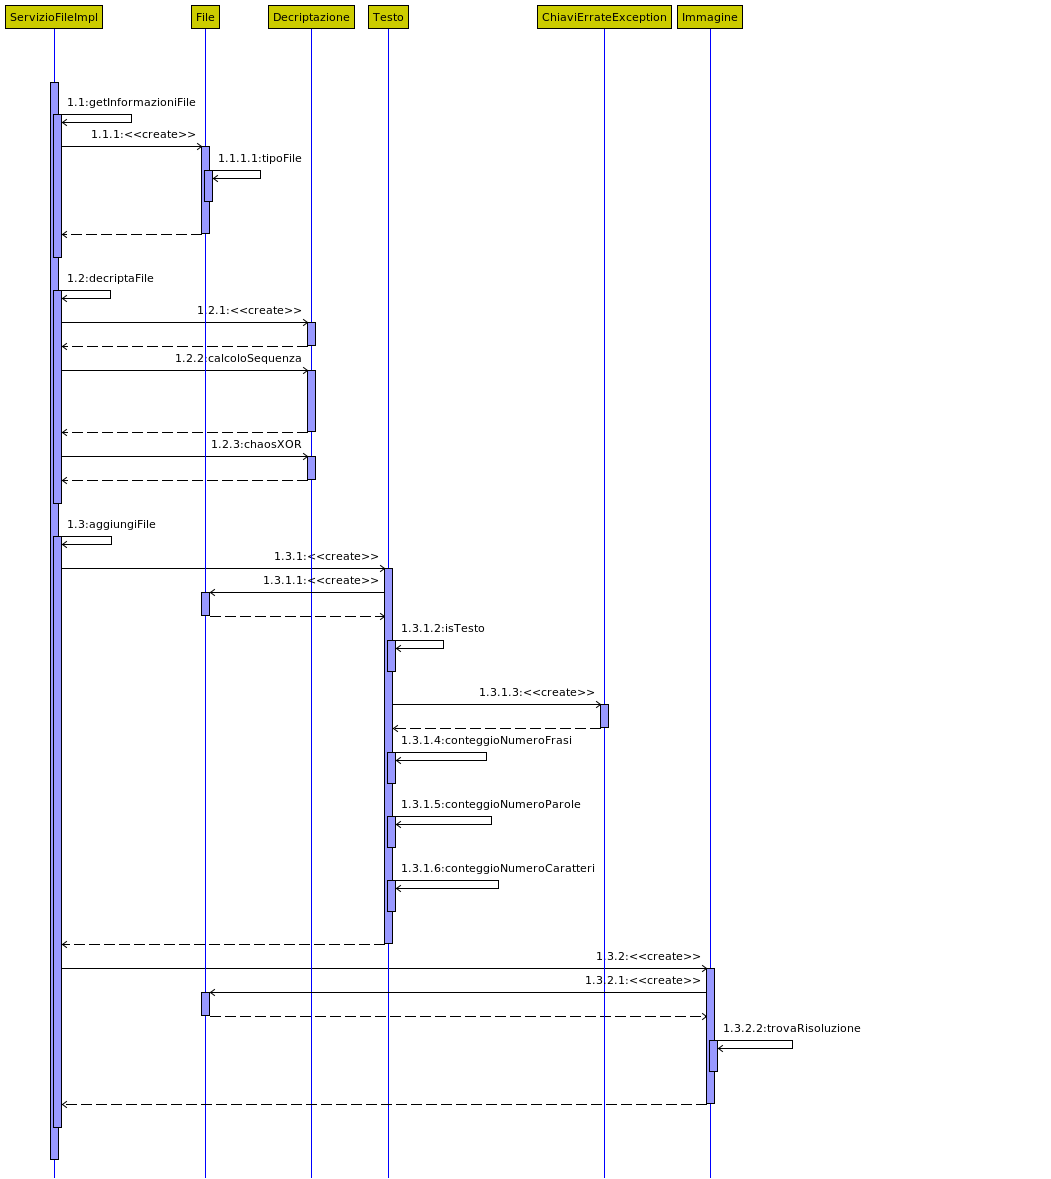 ServizioFileImpl
File
Decriptazione
Testo
ChiaviErrateException
Immagine
1.1:getInformazioniFile
1.1.1:<<create>>
1.1.1.1:tipoFile
1.2:decriptaFile
1.2.1:<<create>>
1.2.2:calcoloSequenza
1.2.3:chaosXOR
1.3:aggiungiFile
1.3.1:<<create>>
1.3.1.1:<<create>>
1.3.1.2:isTesto
1.3.1.3:<<create>>
1.3.1.4:conteggioNumeroFrasi
1.3.1.5:conteggioNumeroParole
1.3.1.6:conteggioNumeroCaratteri
1.3.2:<<create>>
1.3.2.1:<<create>>
1.3.2.2:trovaRisoluzione